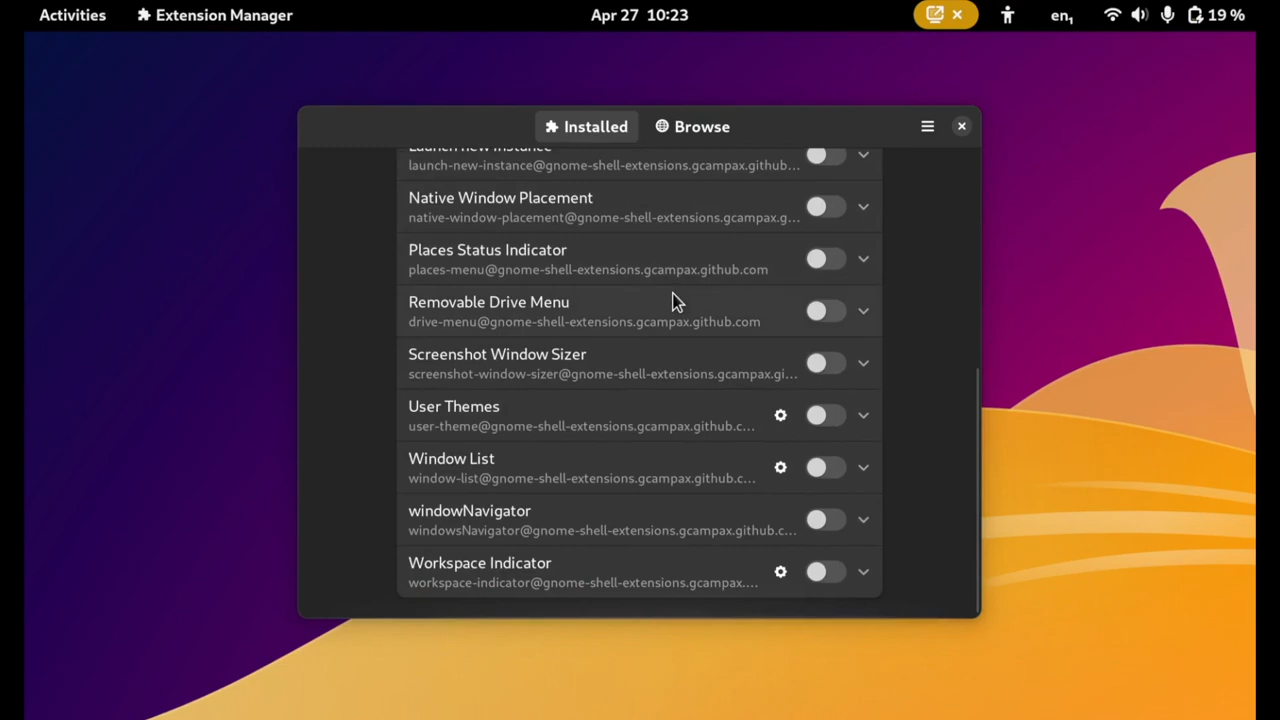 Activities
Extension Manager
Apr 27 10:23
en₁
19 %
Installed
Browse
Launch new Instance
launch-new-instance@gnome-shell-extensions.gcampax.github...
Native Window Placement
native-window-placement@gnome-shell-extensions.gcampax.g...
Places Status Indicator
places-menu@gnome-shell-extensions.gcampax.github.com
Removable Drive Menu
drive-menu@gnome-shell-extensions.gcampax.github.com
Screenshot Window Sizer
screenshot-window-sizer@gnome-shell-extensions.gcampax.gi...
User Themes
user-theme@gnome-shell-extensions.gcampax.github.c...
Window List
window-list@gnome-shell-extensions.gcampax.github.c...
windowNavigator
windowsNavigator@gnome-shell-extensions.gcampax.github.c...
Workspace Indicator
workspace-indicator@gnome-shell-extensions.gcampax....